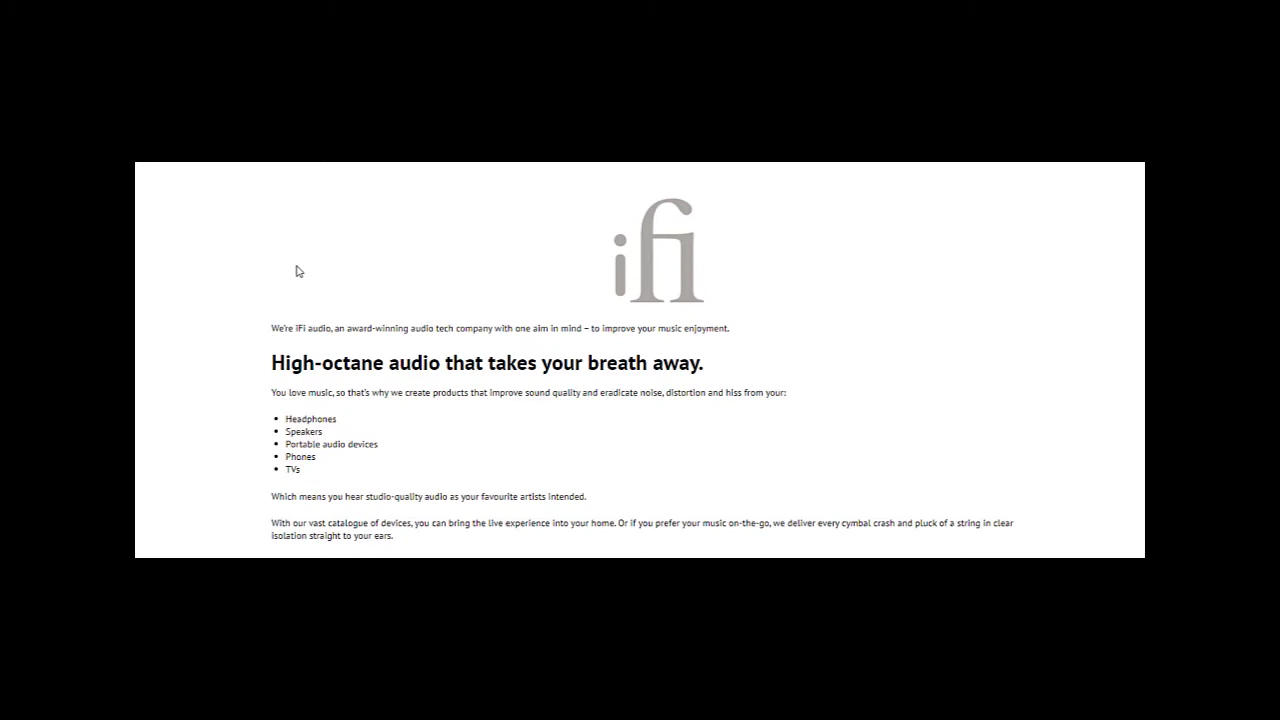 ifi
We're iFi audio, an award-winning audio tech company with one aim in mind – to improve your music enjoyment.
High-octane audio that takes your breath away.
You love music, so that's why we create products that improve sound quality and eradicate noise, distortion and hiss from your:
• Headphones
• Speakers
• Portable audio devices
• Phones
• TVs
Which means you hear studio-quality audio as your favourite artists intended.
With our vast catalogue of devices, you can bring the live experience into your home. Or if you prefer your music on-the-go, we deliver every cymbal crash and pluck of a string in clear
isolation straight to your ears.